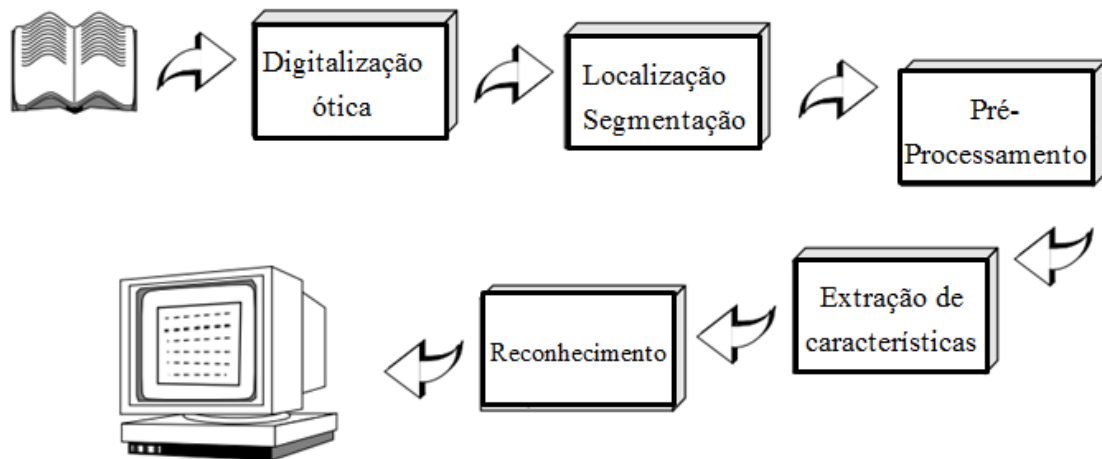 Digitalização
ótica
Localização
Segmentação
Pré-
Processamento
Extração de
características
Reconhecimento